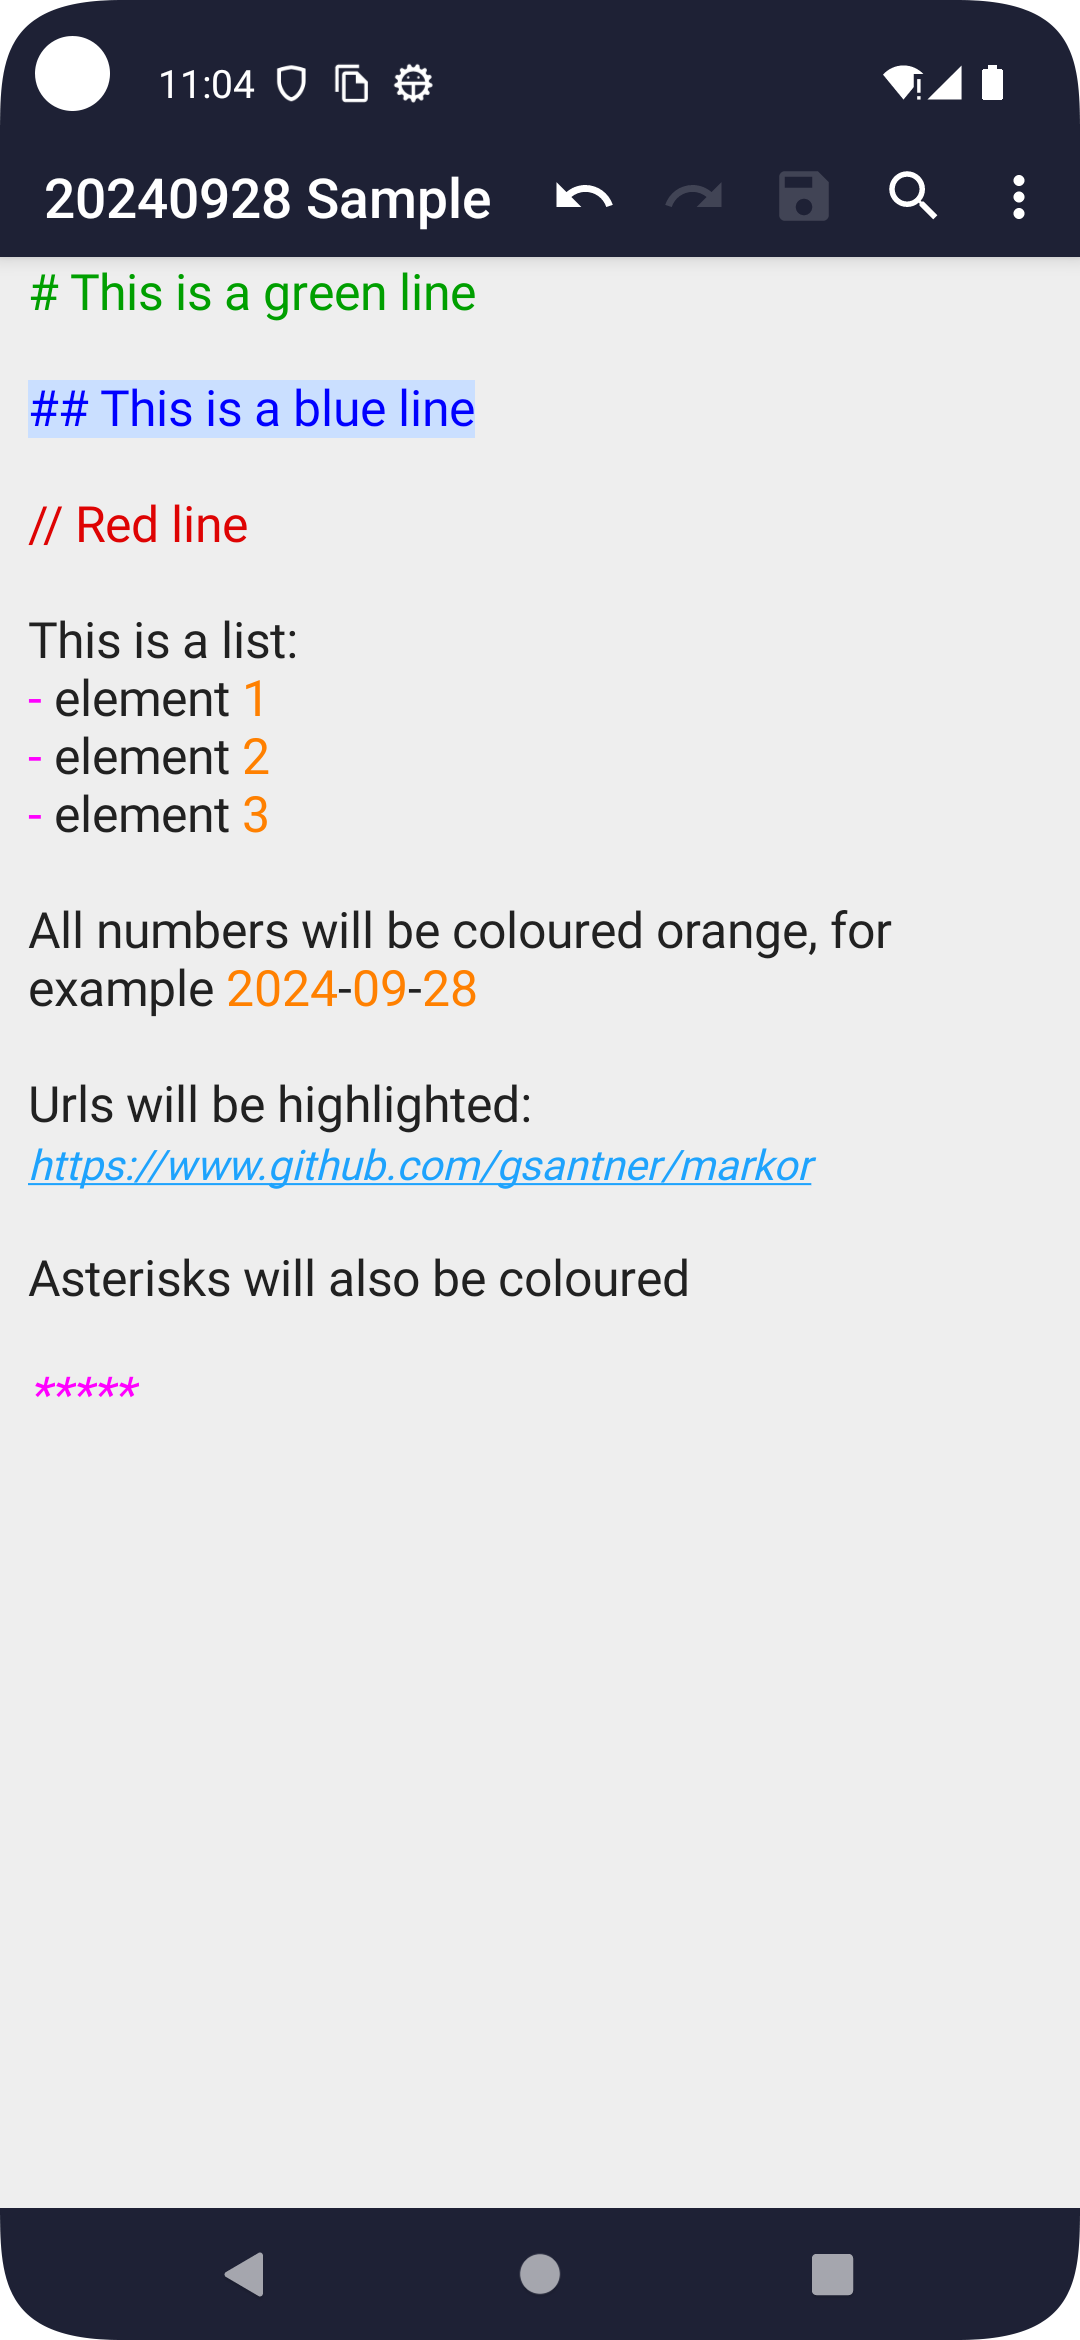 11:04
20240928 Sample
# This is a green line
## This is a blue line
// Red line
This is a list:
- element 1
- element 2
- element 3
All numbers will be coloured orange, for
example 2024-09-28
Urls will be highlighted:
https://www.github.com/gsantner/markor
Asterisks will also be coloured
*****